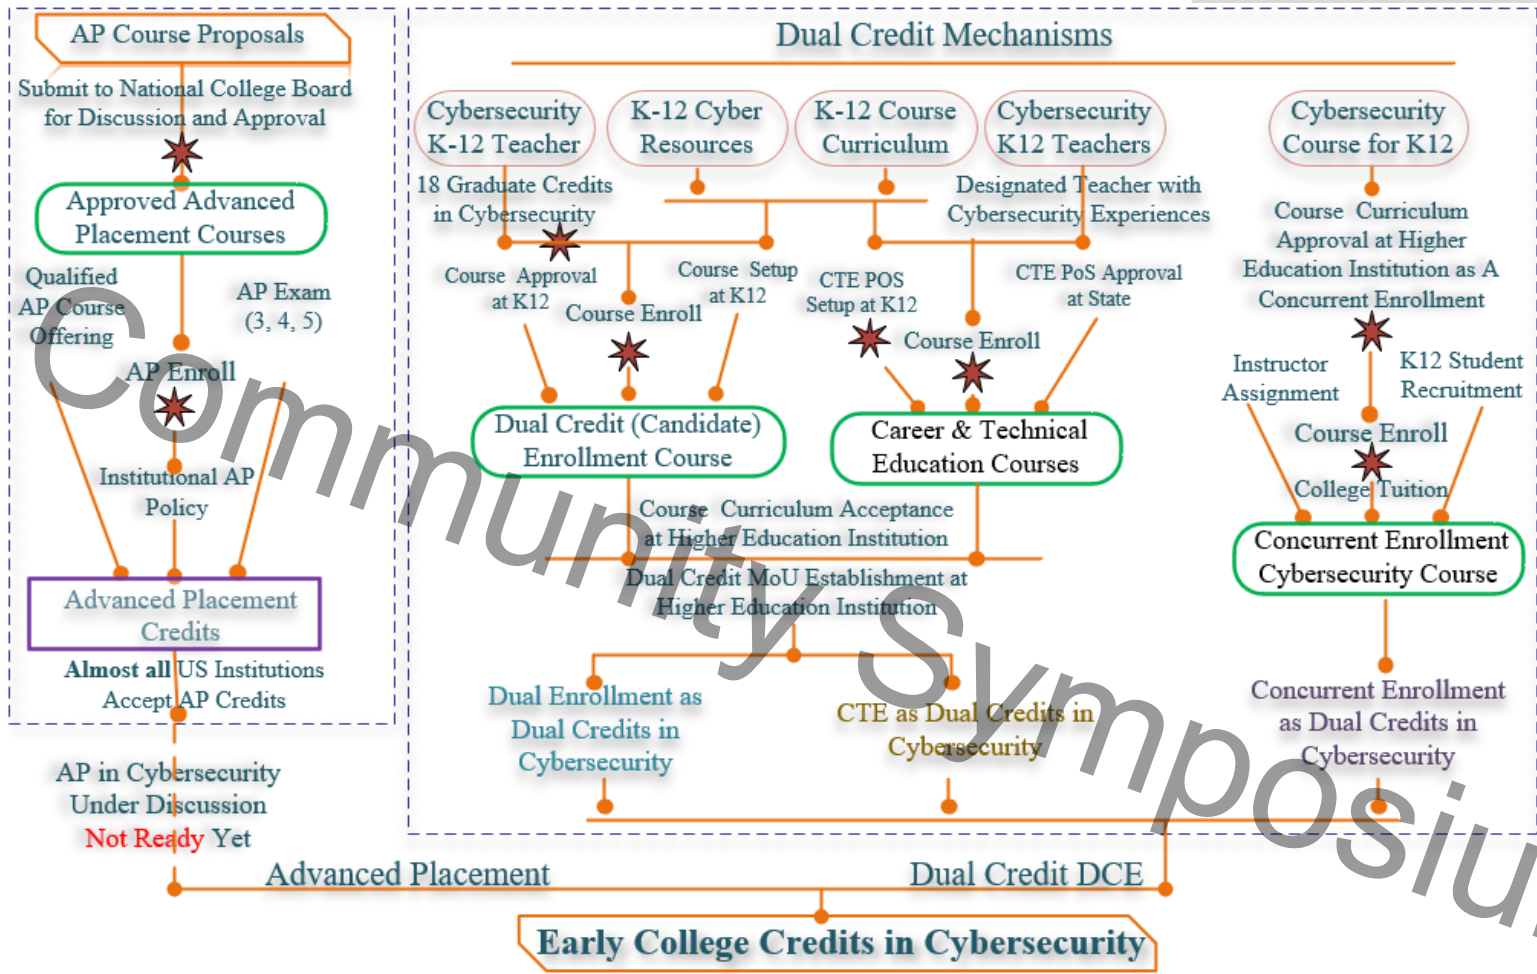 AP Course Proposals
Submit to National College Board
for Discussion and Approval
Approved Advanced
Placement Courses
Qualified
AP Course
Offering
AP Exam
(3, 4, 5)
AP Enroll
Institutional AP
Policy
Advanced Placement
Credits
Almost all US Institutions
Accept AP Credits
AP in Cybersecurity
Under Discussion
Not Ready Yet
Dual Credit Mechanisms
Cybersecurity
K-12 Teacher
K-12 Cyber
Resources
K-12 Course
Curriculum
Cybersecurity
K12 Teachers
Cybersecurity
Course for K12
18 Graduate Credits
in Cybersecurity
Designated Teacher with
Cybersecurity Experiences
Course Curriculum
Approval at Higher
Education Institution as A
Concurrent Enrollment
Course Approval
at K12
Course Enroll
Course Setup
at K12
CTE POS
Setup at K12
Course Enroll
CTE PoS Approval
at State
Instructor
Assignment
K12 Student
Recruitment
Course Enroll
College Tuition
Dual Credit (Candidate)
Enrollment Course
Career & Technical
Education Courses
Concurrent Enrollment
Cybersecurity Course
Course Curriculum Acceptance
at Higher Education Institution
Dual Credit MoU Establishment at
Higher Education Institution
Dual Enrollment as
Dual Credits in
Cybersecurity
CTE as Dual Credits in
Cybersecurity
Concurrent Enrollment
as Dual Credits in
Cybersecurity
Advanced Placement
Dual Credit DCE
Early College Credits in Cybersecurity
Community Symposiu